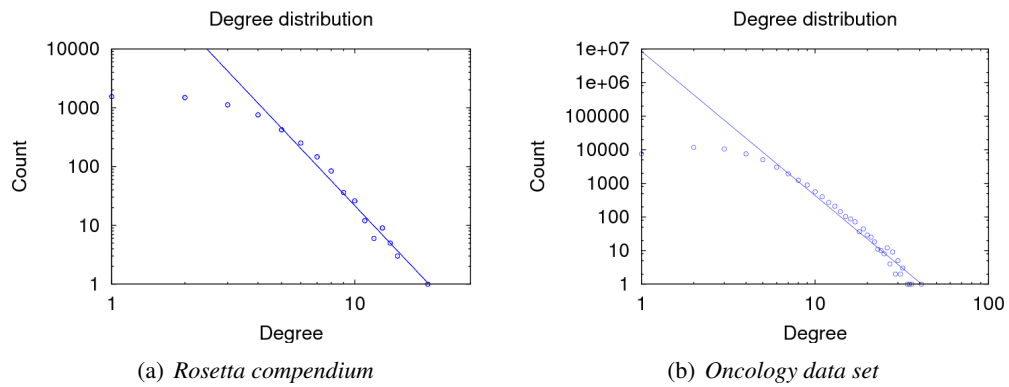 Degree distribution
10000
1000
100
10
1
1
10
Count
Degree
(a) Rosetta compendium
Degree distribution
1e+07
1e+06
100000
10000
1000
100
10
1
1
10
100
Count
Degree
(b) Oncology data set